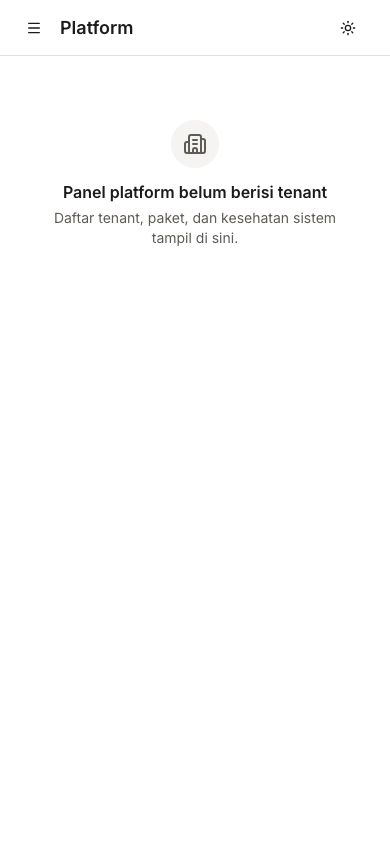 Platform
Panel platform belum berisi tenant
Daftar tenant, paket, dan kesehatan sistem
tampil di sini.